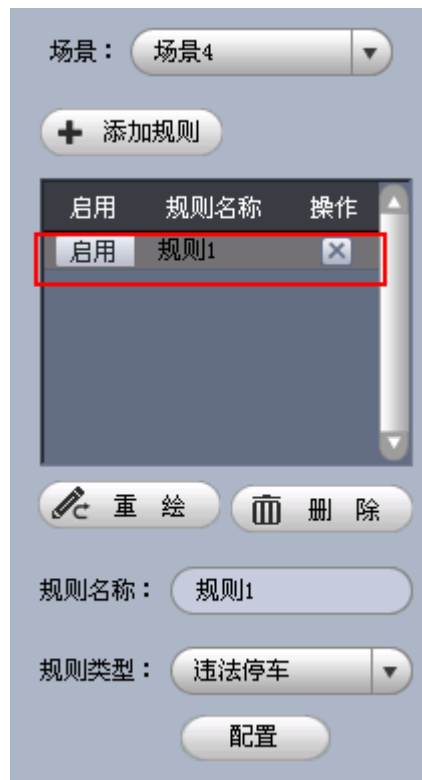 场景： 场景4
添加规则
启用 规则名称 操作
启用 规则1
重 绘 删 除
规则名称： 规则1
规则类型： 违法停车
配置